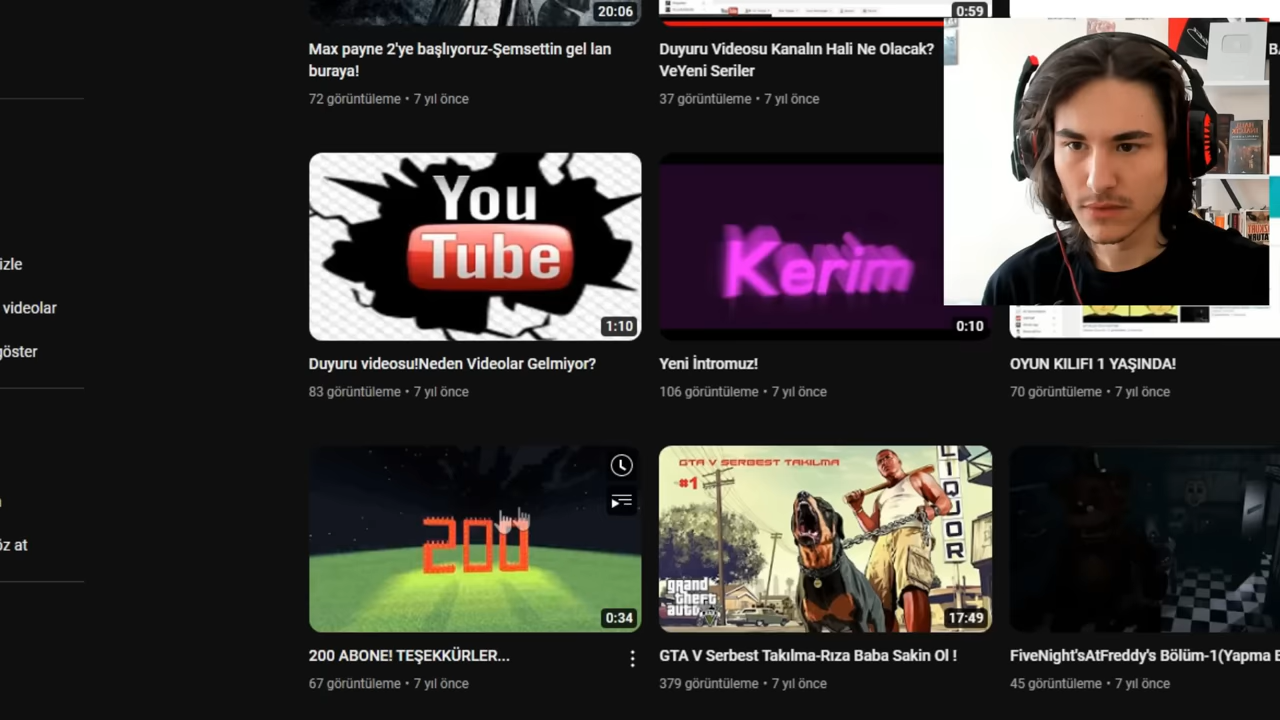 20:06
0:59
Max payne 2'ye başlıyoruz-Şemsettin gel lan
buraya!
72 görüntüleme • 7 yıl önce
Duyuru Videosu Kanalın Hali Ne Olacak?
VeYeni Seriler
37 görüntüleme • 7 yıl önce
izle
videolar
göster
You
Tube
1:10
Kerim
0:10
Duyuru videosu!Neden Videolar Gelmiyor?
83 görüntüleme • 7 yıl önce
Yeni İntromuz!
106 görüntüleme • 7 yıl önce
OYUN KILIFI 1 YAŞINDA!
70 görüntüleme • 7 yıl önce
öz at
200
0:34
GTA V SERBEST TAKILMA
#1
LIQUOR
grand
theft
auto
17:49
200 ABONE! TEŞEKKÜRLER...
67 görüntüleme • 7 yıl önce
GTA V Serbest Takılma-Rıza Baba Sakin Ol !
379 görüntüleme • 7 yıl önce
FiveNight'sAtFreddy's Bölüm-1(Yapma
45 görüntüleme • 7 yıl önce